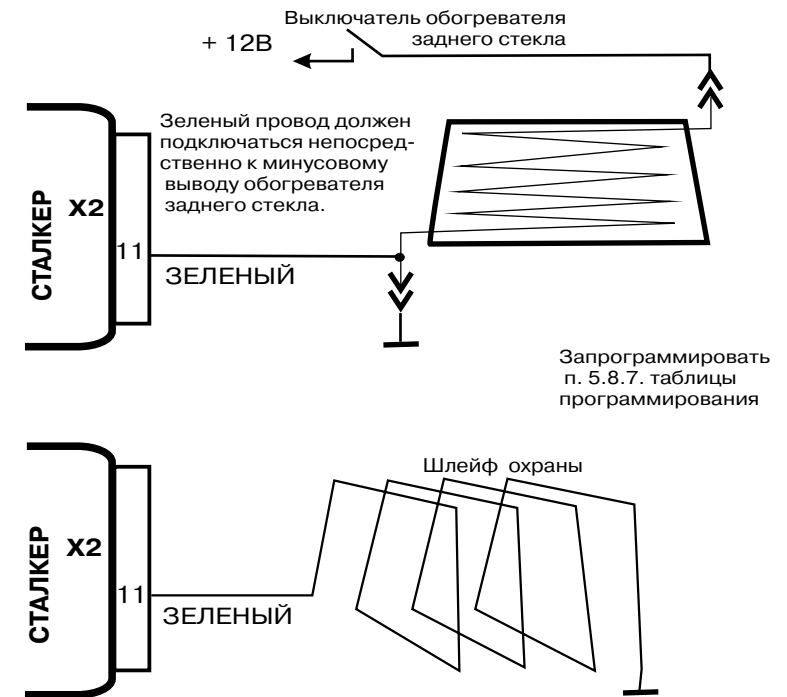 Выключатель обогревателя
заднего стекла
+ 12В
Зеленый провод должен
подключаться непосред-
ственно к минусовому
выводу обогревателя
заднего стекла.
СТАЛКЕР
X2
11
ЗЕЛЕНЫЙ
Запрограммировать
п. 5.8.7. таблицы
программирования
Шлейф охраны
СТАЛКЕР
X2
11
ЗЕЛЕНЫЙ